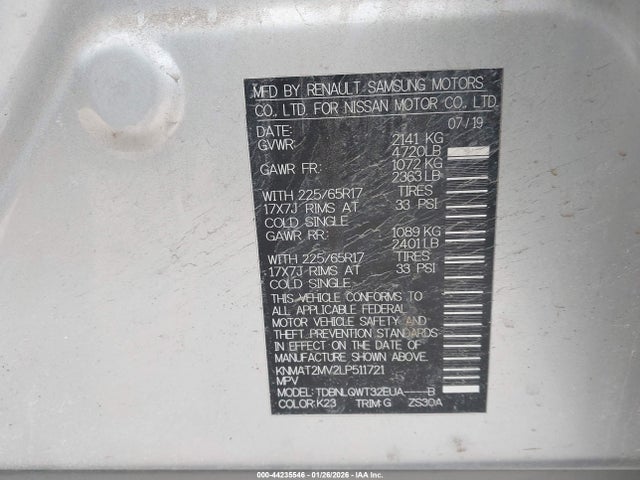 MFD BY RENAULT SAMSUNG MOTORS
CO., LTD. FOR NISSAN MOTOR CO., LTD
DATE: 07/19
GVWR: 2141 KG
4720LB
GAWR FR: 1072 KG
2363 LB
WITH 225/65R17 TIRES
17X7J RIMS AT 33 PSI
COLD SINGLE
GAWR RR: 1089 KG
2401 LB
WITH 225/65R17 TIRES
17X7J RIMS AT 33 PSI
COLD SINGLE
THIS VEHICLE CONFORMS TO
ALL APPLICABLE FEDERAL
MOTOR VEHICLE SAFETY AND
THEFT PREVENTION STANDARDS
IN EFFECT ON THE DATE OF
MANUFACTURE SHOWN ABOVE.
KNMAT2MV2LP511721
MPV
MODEL: TDBNLQWT32EUA----B
COLOR: K23 TRIM: G ZS30A
000-44235546 - 01/26/2026 - IAA Inc.